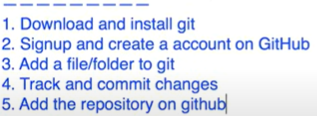 1. Download and install git
2. Signup and create a account on GitHub
3. Add a file/folder to git
4. Track and commit changes
5. Add the repository on github